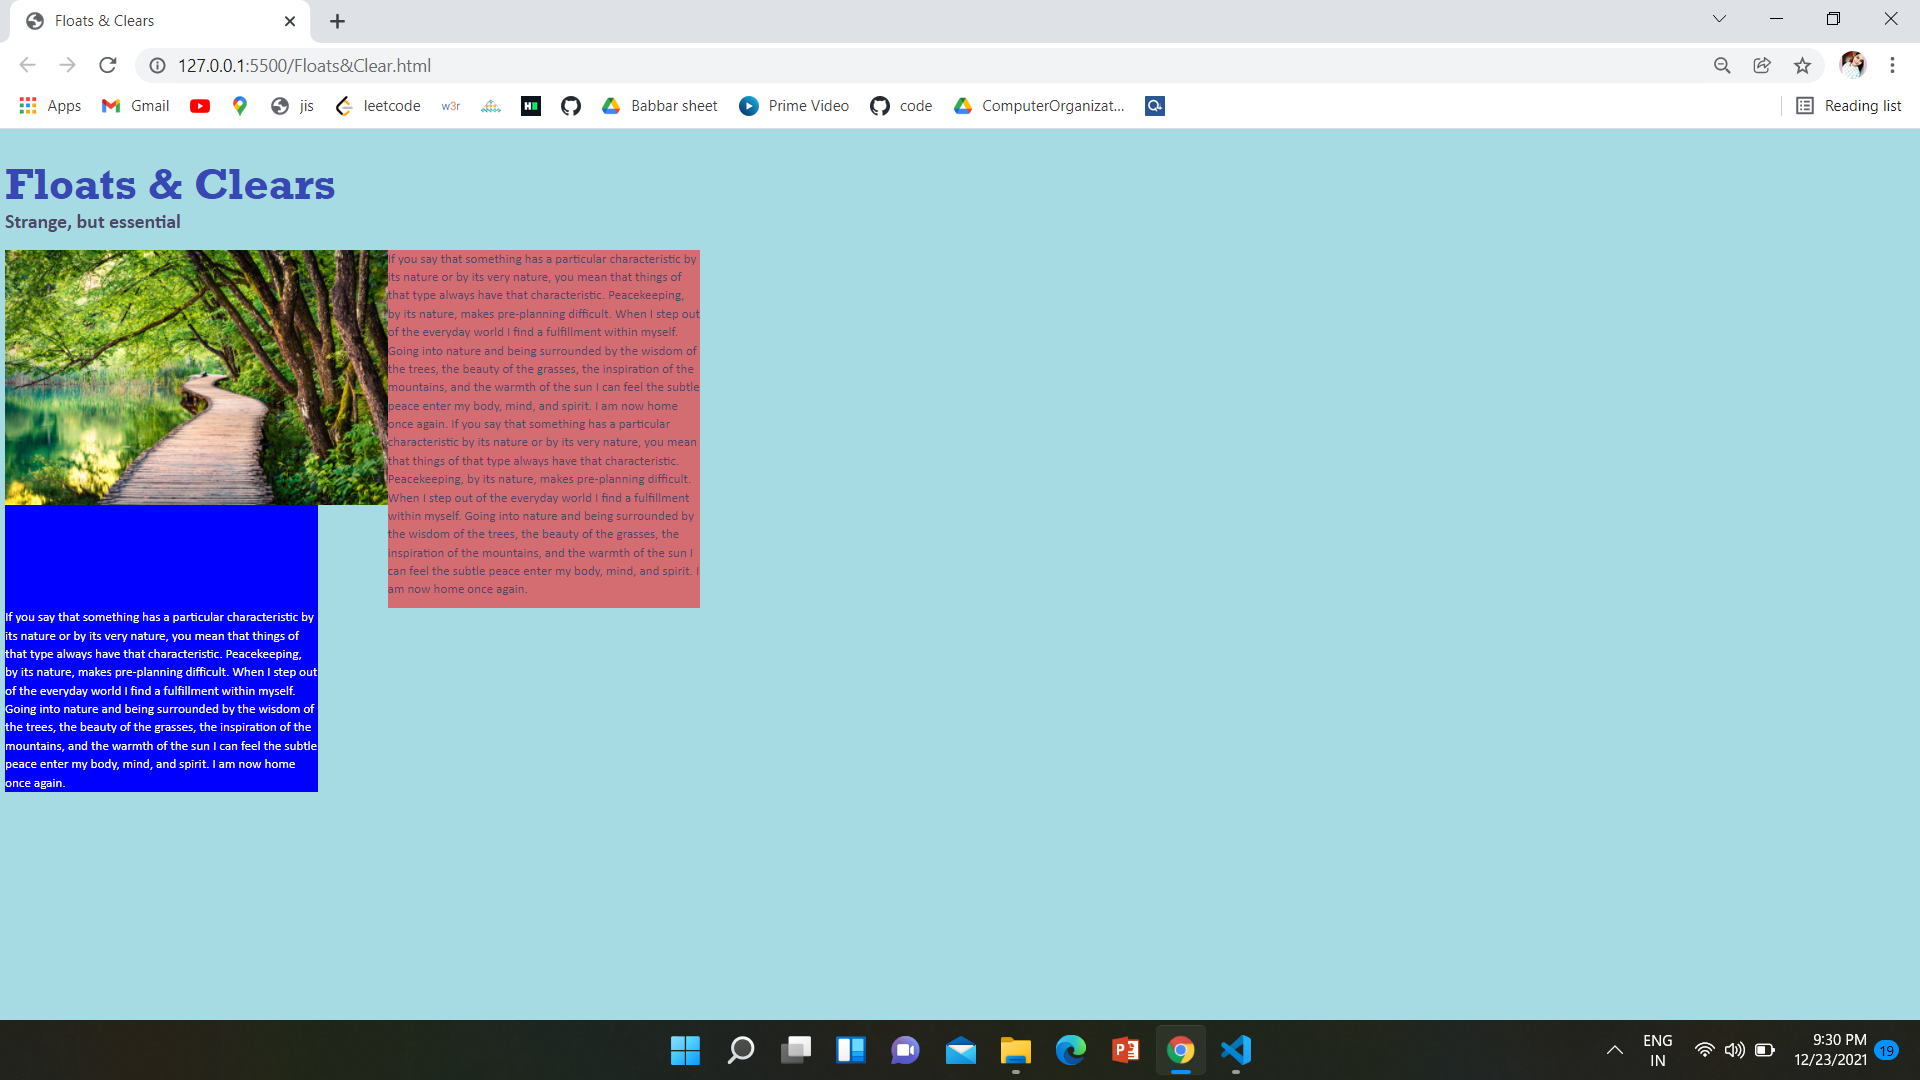 Floats & Clears
127.0.0.1:5500/Floats&Clear.html
Apps
Gmail
jis
leetcode
w3r
Babbar sheet
Prime Video
code
ComputerOrganizat...
Reading list
Floats & Clears
Strange, but essential
If you say that something has a particular characteristic by
its nature or by its very nature, you mean that things of
that type always have that characteristic. Peacekeeping,
by its nature, makes pre-planning difficult. When I step out
of the everyday world I find a fulfillment within myself.
Going into nature and being surrounded by the wisdom of
the trees, the beauty of the grasses, the inspiration of the
mountains, and the warmth of the sun I can feel the subtle
peace enter my body, mind, and spirit. I am now home
once again. If you say that something has a particular
characteristic by its nature or by its very nature, you mean
that things of that type always have that characteristic.
Peacekeeping, by its nature, makes pre-planning difficult.
When I step out of the everyday world I find a fulfillment
within myself. Going into nature and being surrounded by
the wisdom of the trees, the beauty of the grasses, the
inspiration of the mountains, and the warmth of the sun I
can feel the subtle peace enter my body, mind, and spirit. I
am now home once again.
If you say that something has a particular characteristic by
its nature or by its very nature, you mean that things of
that type always have that characteristic. Peacekeeping,
by its nature, makes pre-planning difficult. When I step out
of the everyday world I find a fulfillment within myself.
Going into nature and being surrounded by the wisdom of
the trees, the beauty of the grasses, the inspiration of the
mountains, and the warmth of the sun I can feel the subtle
peace enter my body, mind, and spirit. I am now home
once again.
ENG
IN
9:30 PM
12/23/2021
19